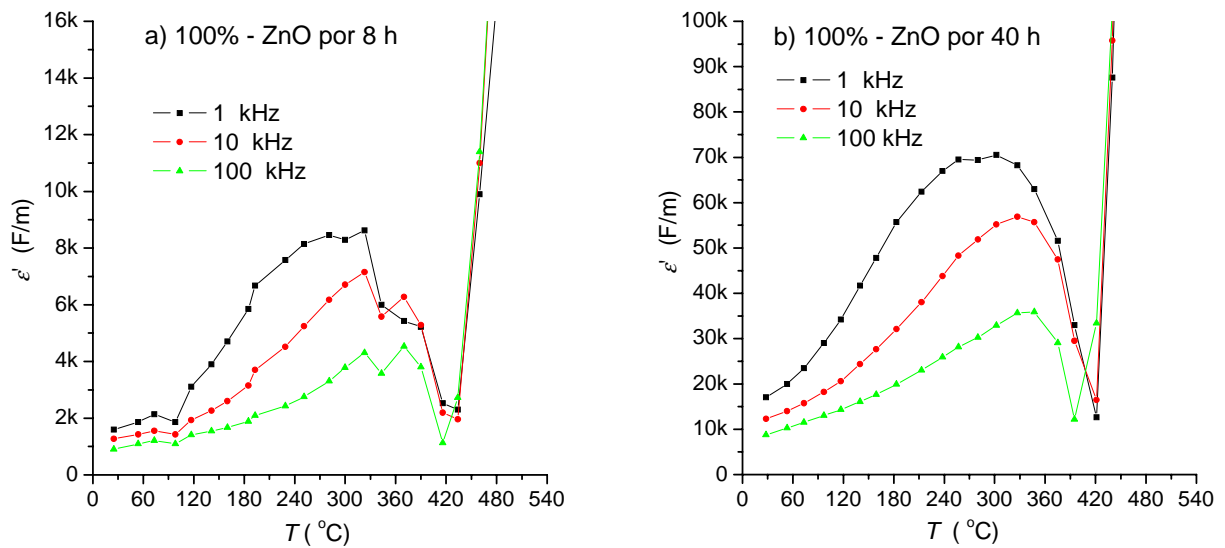 a) 100% - ZnO por 8 h
1 kHz
10 kHz
100 kHz
16k
14k
12k
10k
8k
6k
4k
2k
0
ε' (F/m)
0 60 120 180 240 300 360 420 480 540
T ( °C)
b) 100% - ZnO por 40 h
1 kHz
10 kHz
100 kHz
100k
90k
80k
70k
60k
50k
40k
30k
20k
10k
0
ε' (F/m)
0 60 120 180 240 300 360 420 480 540
T ( °C)